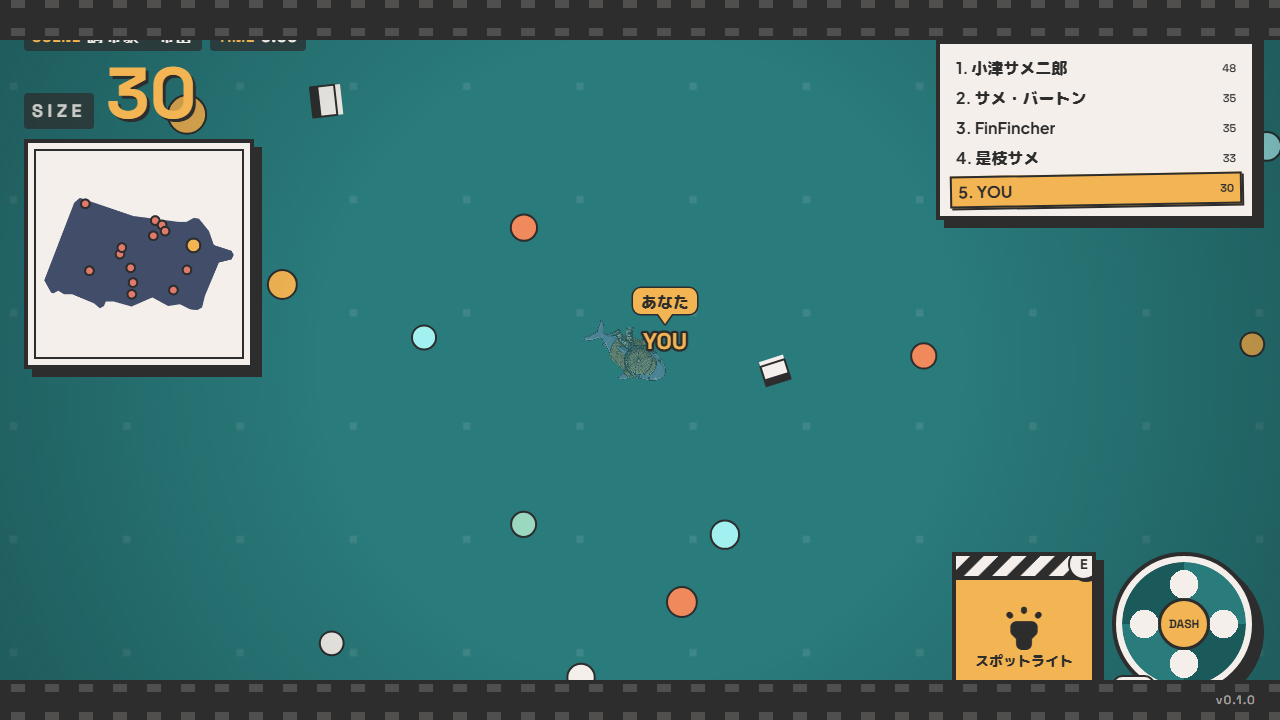 SIZE 30
1. 小津サメ二郎 48
2. サメ・バートン 35
3. FinFincher 35
4. 是枝サメ 33
5. YOU 30
あなた
YOU
E
スポットライト
DASH
v0.1.0